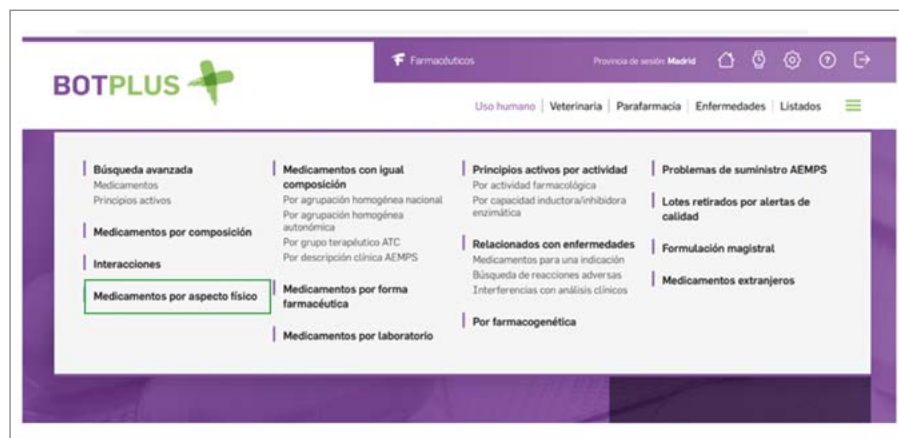 BOTPLUS
Farmacéuticos
Provincia de sesión: Madrid
Uso humano | Veterinaria | Parafarmacia | Enfermedades | Listados
Búsqueda avanzada
Medicamentos
Principios activos
Medicamentos por composición
Interacciones
Medicamentos por aspecto físico
Medicamentos con igual
composición
Por agrupación homogénea nacional
Por agrupación homogénea
autonómica
Por grupo terapéutico ATC
Por descripción clínica AEMPS
Medicamentos por forma
farmacéutica
Medicamentos por laboratorio
Principios activos por actividad
Por actividad farmacológica
Por capacidad inductora/inhibidora
enzimática
Relacionados con enfermedades
Medicamentos para una indicación
Búsqueda de reacciones adversas
Interferencias con análisis clínicos
Por farmacogenética
Problemas de suministro AEMPS
Lotes retirados por alertas de
calidad
Formulación magistral
Medicamentos extranjeros